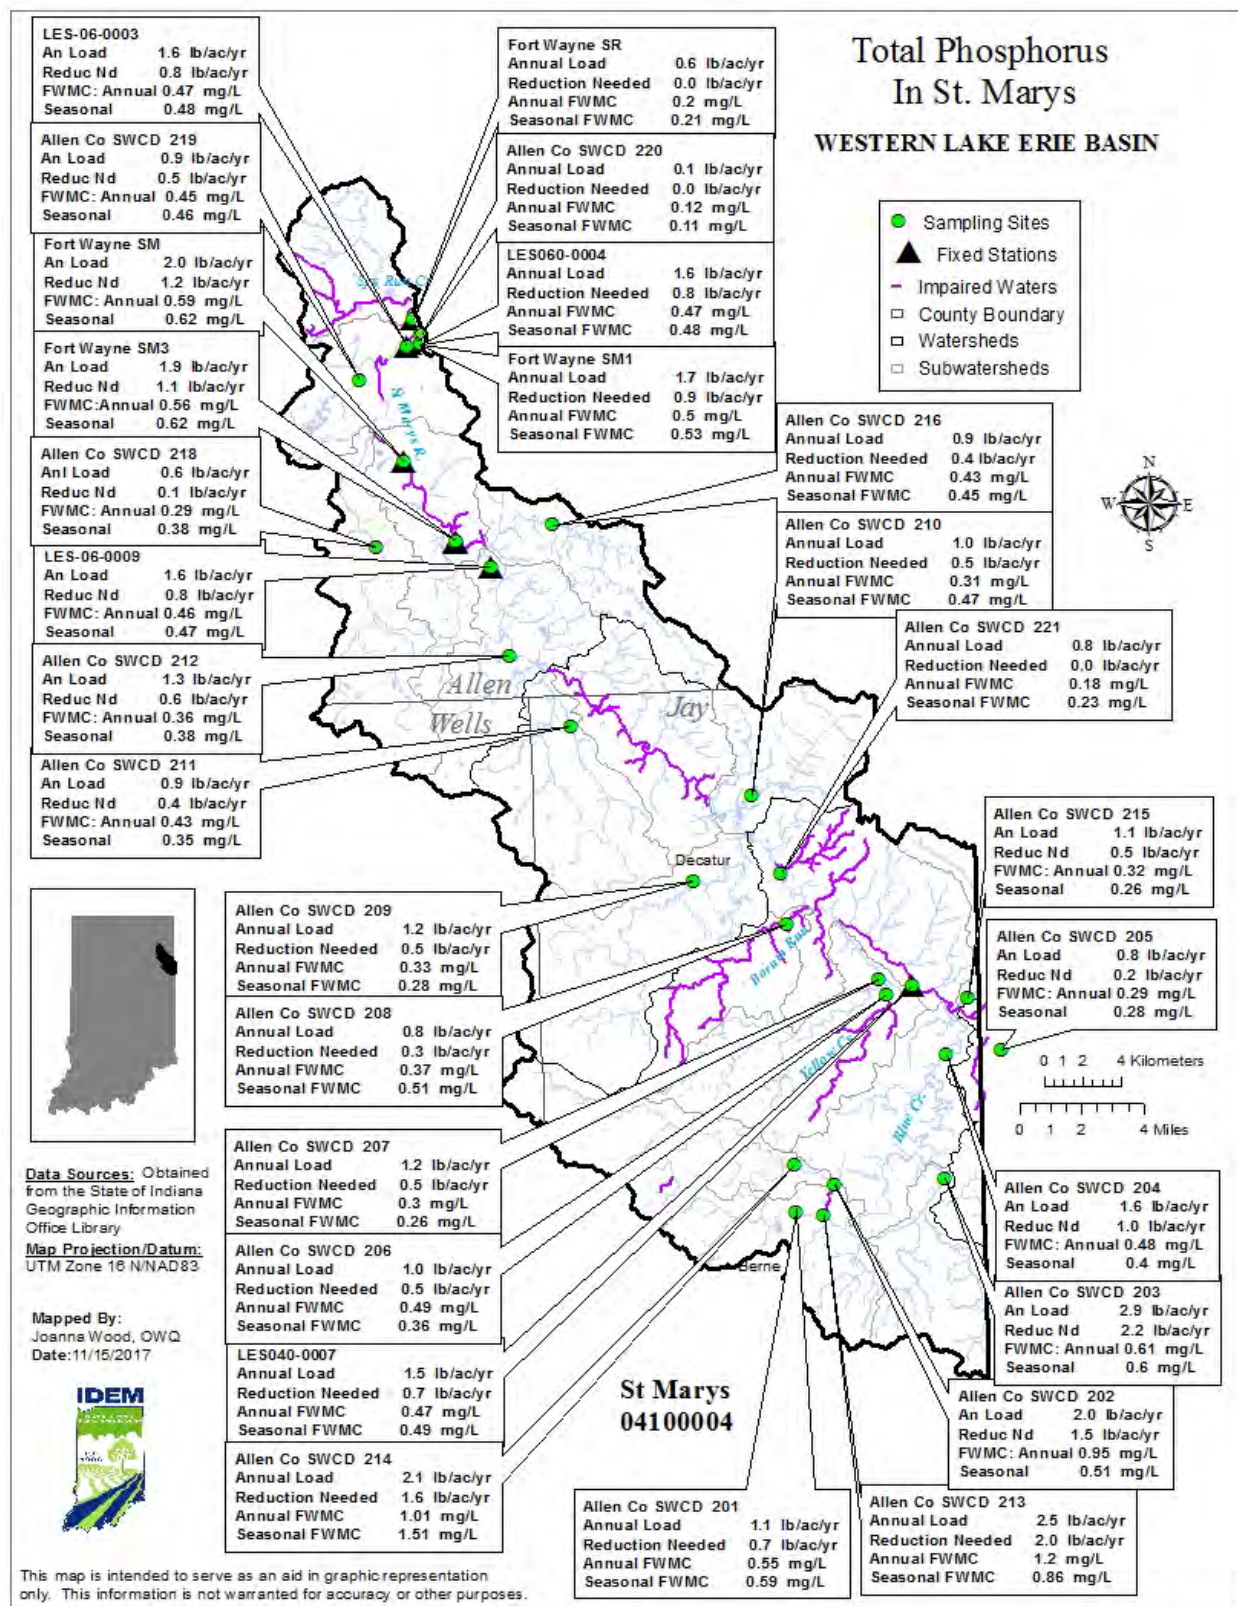 Total Phosphorus
In St. Marys
WESTERN LAKE ERIE BASIN
LES-06-0003
An Load 1.6 lb/ac/yr
Reduc Nd 0.8 lb/ac/yr
FWMC: Annual 0.47 mg/L
Seasonal 0.48 mg/L
Allen Co SWCD 219
An Load 0.9 lb/ac/yr
Reduc Nd 0.5 lb/ac/yr
FWMC: Annual 0.45 mg/L
Seasonal 0.46 mg/L
Fort Wayne SM
An Load 2.0 lb/ac/yr
Reduc Nd 1.2 lb/ac/yr
FWMC: Annual 0.59 mg/L
Seasonal 0.62 mg/L
Fort Wayne SM3
An Load 1.9 lb/ac/yr
Reduc Nd 1.1 lb/ac/yr
FWMC:Annual 0.56 mg/L
Seasonal 0.62 mg/L
Allen Co SWCD 218
Anl Load 0.6 lb/ac/yr
Reduc Nd 0.1 lb/ac/yr
FWMC: Annual 0.29 mg/L
Seasonal 0.38 mg/L
LES-06-0009
An Load 1.6 lb/ac/yr
Reduc Nd 0.8 lb/ac/yr
FWMC: Annual 0.46 mg/L
Seasonal 0.47 mg/L
Allen Co SWCD 212
An Load 1.3 lb/ac/yr
Reduc Nd 0.6 lb/ac/yr
FWMC: Annual 0.36 mg/L
Seasonal 0.38 mg/L
Allen Co SWCD 211
An Load 0.9 lb/ac/yr
Reduc Nd 0.4 lb/ac/yr
FWMC: Annual 0.43 mg/L
Seasonal 0.35 mg/L
Fort Wayne SR
Annual Load 0.6 lb/ac/yr
Reduction Needed 0.0 lb/ac/yr
Annual FWMC 0.2 mg/L
Seasonal FWMC 0.21 mg/L
Allen Co SWCD 220
Annual Load 0.1 lb/ac/yr
Reduction Needed 0.0 lb/ac/yr
Annual FWMC 0.12 mg/L
Seasonal FWMC 0.11 mg/L
LES060-0004
Annual Load 1.6 lb/ac/yr
Reduction Needed 0.8 lb/ac/yr
Annual FWMC 0.47 mg/L
Seasonal FWMC 0.48 mg/L
Fort Wayne SM1
Annual Load 1.7 lb/ac/yr
Reduction Needed 0.9 lb/ac/yr
Annual FWMC 0.5 mg/L
Seasonal FWMC 0.53 mg/L
Sampling Sites
Fixed Stations
Impaired Waters
County Boundary
Watersheds
Subwatersheds
Allen Co SWCD 216
Annual Load 0.9 lb/ac/yr
Reduction Needed 0.4 lb/ac/yr
Annual FWMC 0.43 mg/L
Seasonal FWMC 0.45 mg/L
Allen Co SWCD 210
Annual Load 1.0 lb/ac/yr
Reduction Needed 0.5 lb/ac/yr
Annual FWMC 0.31 mg/L
Seasonal FWMC 0.47 mg/L
N
W
E
S
Allen Co SWCD 221
Annual Load 0.8 lb/ac/yr
Reduction Needed 0.0 lb/ac/yr
Annual FWMC 0.18 mg/L
Seasonal FWMC 0.23 mg/L
Spy Run Cr.
St Marys R.
Allen
Wells
Jay
Decatur
Borum Run
Yellow Cr.
Blue Cr.
Berne
Allen Co SWCD 215
An Load 1.1 lb/ac/yr
Reduc Nd 0.5 lb/ac/yr
FWMC: Annual 0.32 mg/L
Seasonal 0.26 mg/L
Allen Co SWCD 205
An Load 0.8 lb/ac/yr
Reduc Nd 0.2 lb/ac/yr
FWMC: Annual 0.29 mg/L
Seasonal 0.28 mg/L
0 1 2 4 Kilometers
0 1 2 4 Miles
Allen Co SWCD 209
Annual Load 1.2 lb/ac/yr
Reduction Needed 0.5 lb/ac/yr
Annual FWMC 0.33 mg/L
Seasonal FWMC 0.28 mg/L
Allen Co SWCD 208
Annual Load 0.8 lb/ac/yr
Reduction Needed 0.3 lb/ac/yr
Annual FWMC 0.37 mg/L
Seasonal FWMC 0.51 mg/L
Allen Co SWCD 207
Annual Load 1.2 lb/ac/yr
Reduction Needed 0.5 lb/ac/yr
Annual FWMC 0.3 mg/L
Seasonal FWMC 0.26 mg/L
Allen Co SWCD 206
Annual Load 1.0 lb/ac/yr
Reduction Needed 0.5 lb/ac/yr
Annual FWMC 0.49 mg/L
Seasonal FWMC 0.36 mg/L
LES040-0007
Annual Load 1.5 lb/ac/yr
Reduction Needed 0.7 lb/ac/yr
Annual FWMC 0.47 mg/L
Seasonal FWMC 0.49 mg/L
Allen Co SWCD 214
Annual Load 2.1 lb/ac/yr
Reduction Needed 1.6 lb/ac/yr
Annual FWMC 1.01 mg/L
Seasonal FWMC 1.51 mg/L
Allen Co SWCD 204
An Load 1.6 lb/ac/yr
Reduc Nd 1.0 lb/ac/yr
FWMC: Annual 0.48 mg/L
Seasonal 0.4 mg/L
Allen Co SWCD 203
An Load 2.9 lb/ac/yr
Reduc Nd 2.2 lb/ac/yr
FWMC: Annual 0.61 mg/L
Seasonal 0.6 mg/L
Allen Co SWCD 202
An Load 2.0 lb/ac/yr
Reduc Nd 1.5 lb/ac/yr
FWMC: Annual 0.95 mg/L
Seasonal 0.51 mg/L
Allen Co SWCD 213
Annual Load 2.5 lb/ac/yr
Reduction Needed 2.0 lb/ac/yr
Annual FWMC 1.2 mg/L
Seasonal FWMC 0.86 mg/L
Allen Co SWCD 201
Annual Load 1.1 lb/ac/yr
Reduction Needed 0.7 lb/ac/yr
Annual FWMC 0.55 mg/L
Seasonal FWMC 0.59 mg/L
St Marys
04100004
Data Sources: Obtained
from the State of Indiana
Geographic Information
Office Library
Map Projection/Datum:
UTM Zone 16 N/NAD83
Mapped By:
Joanna Wood, OWQ
Date:11/15/2017
IDEM
This map is intended to serve as an aid in graphic representation
only. This information is not warranted for accuracy or other purposes.